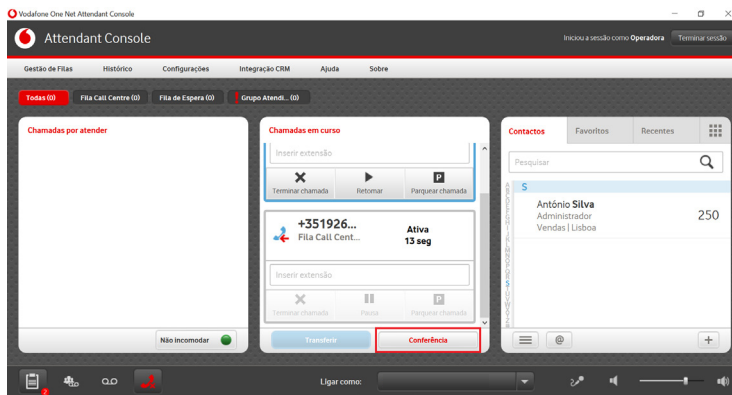 Vodafone One Net Attendant Console
Attendant Console
Iniciou a sessão como Operadora
Terminar sessão
Gestão de Filas Histórico Configurações Integração CRM Ajuda Sobre
Todas (0) Fila Call Centre (0) Fila de Espera (0) Grupo Atendi... (0)
Chamadas por atender
Não incomodar
Chamadas em curso
Inserir extensão
Terminar chamada Retomar P Parquear chamada
+351926...
Fila Call Cent...
Ativa
13 seg
Inserir extensão
Terminar chamada Pausa P Parquear chamada
Transferir Conferência
Contactos Favoritos Recentes
Pesquisar
S
António Silva
Administrador
Vendas | Lisboa
250
@ +
2
Ligar como: